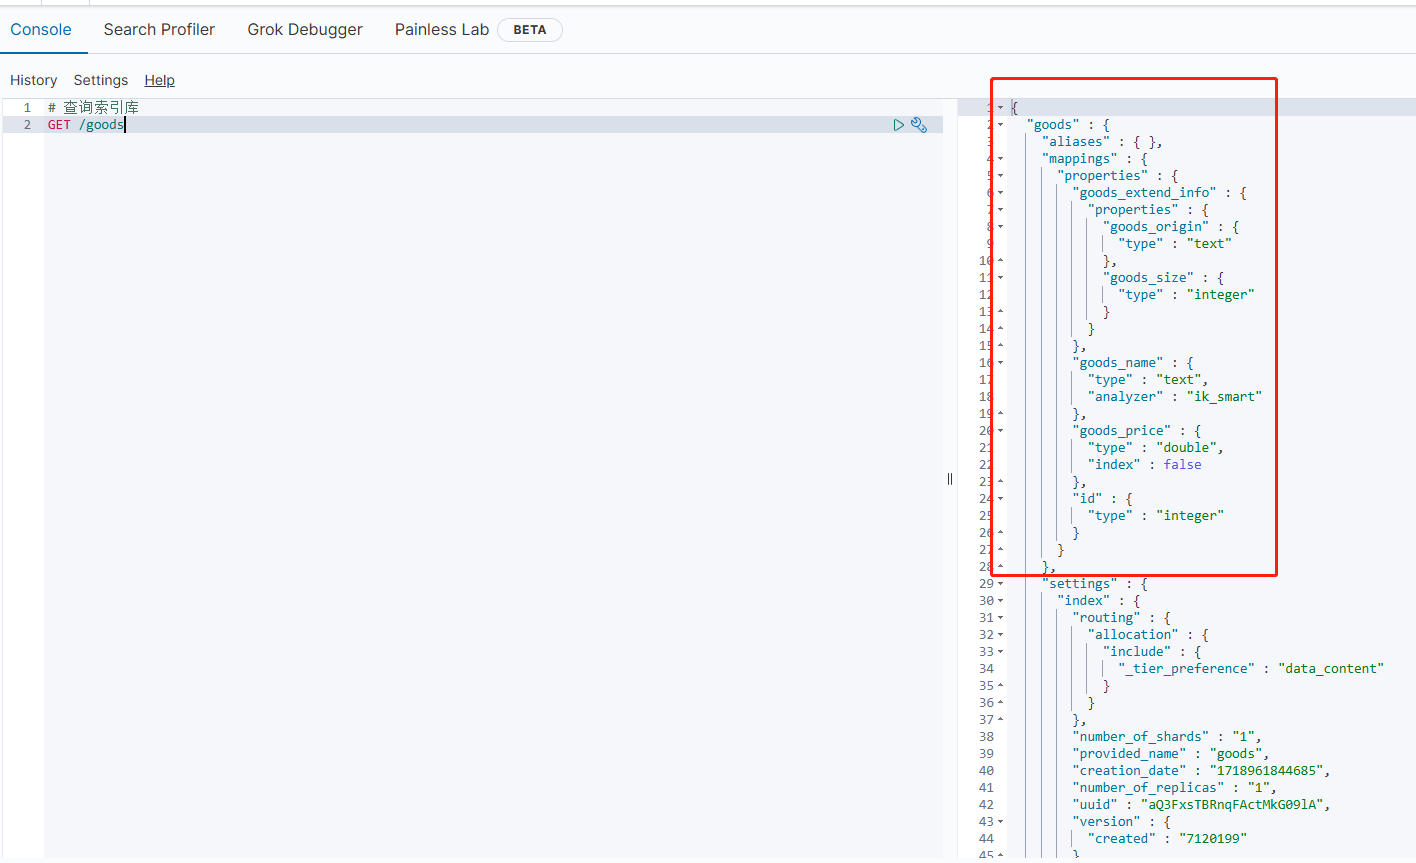 Console Search Profiler Grok Debugger Painless Lab BETA
History Settings Help
1 # 查询索引库
2 GET /goods
1 {
2 "goods" : {
3 "aliases" : { },
4 "mappings" : {
5 "properties" : {
6 "goods_extend_info" : {
7 "properties" : {
8 "goods_origin" : {
9 "type" : "text"
10 },
11 "goods_size" : {
12 "type" : "integer"
13 }
14 }
15 },
16 "goods_name" : {
17 "type" : "text",
18 "analyzer" : "ik_smart"
19 },
20 "goods_price" : {
21 "type" : "double",
22 "index" : false
23 },
24 "id" : {
25 "type" : "integer"
26 }
27 }
28 },
29 "settings" : {
30 "index" : {
31 "routing" : {
32 "allocation" : {
33 "include" : {
34 "_tier_preference" : "data_content"
35 }
36 }
37 },
38 "number_of_shards" : "1",
39 "provided_name" : "goods",
40 "creation_date" : "1718961844685",
41 "number_of_replicas" : "1",
42 "uuid" : "aQ3FxsTBRnqFActMkG09lA",
43 "version" : {
44 "created" : "7120199"
45 }